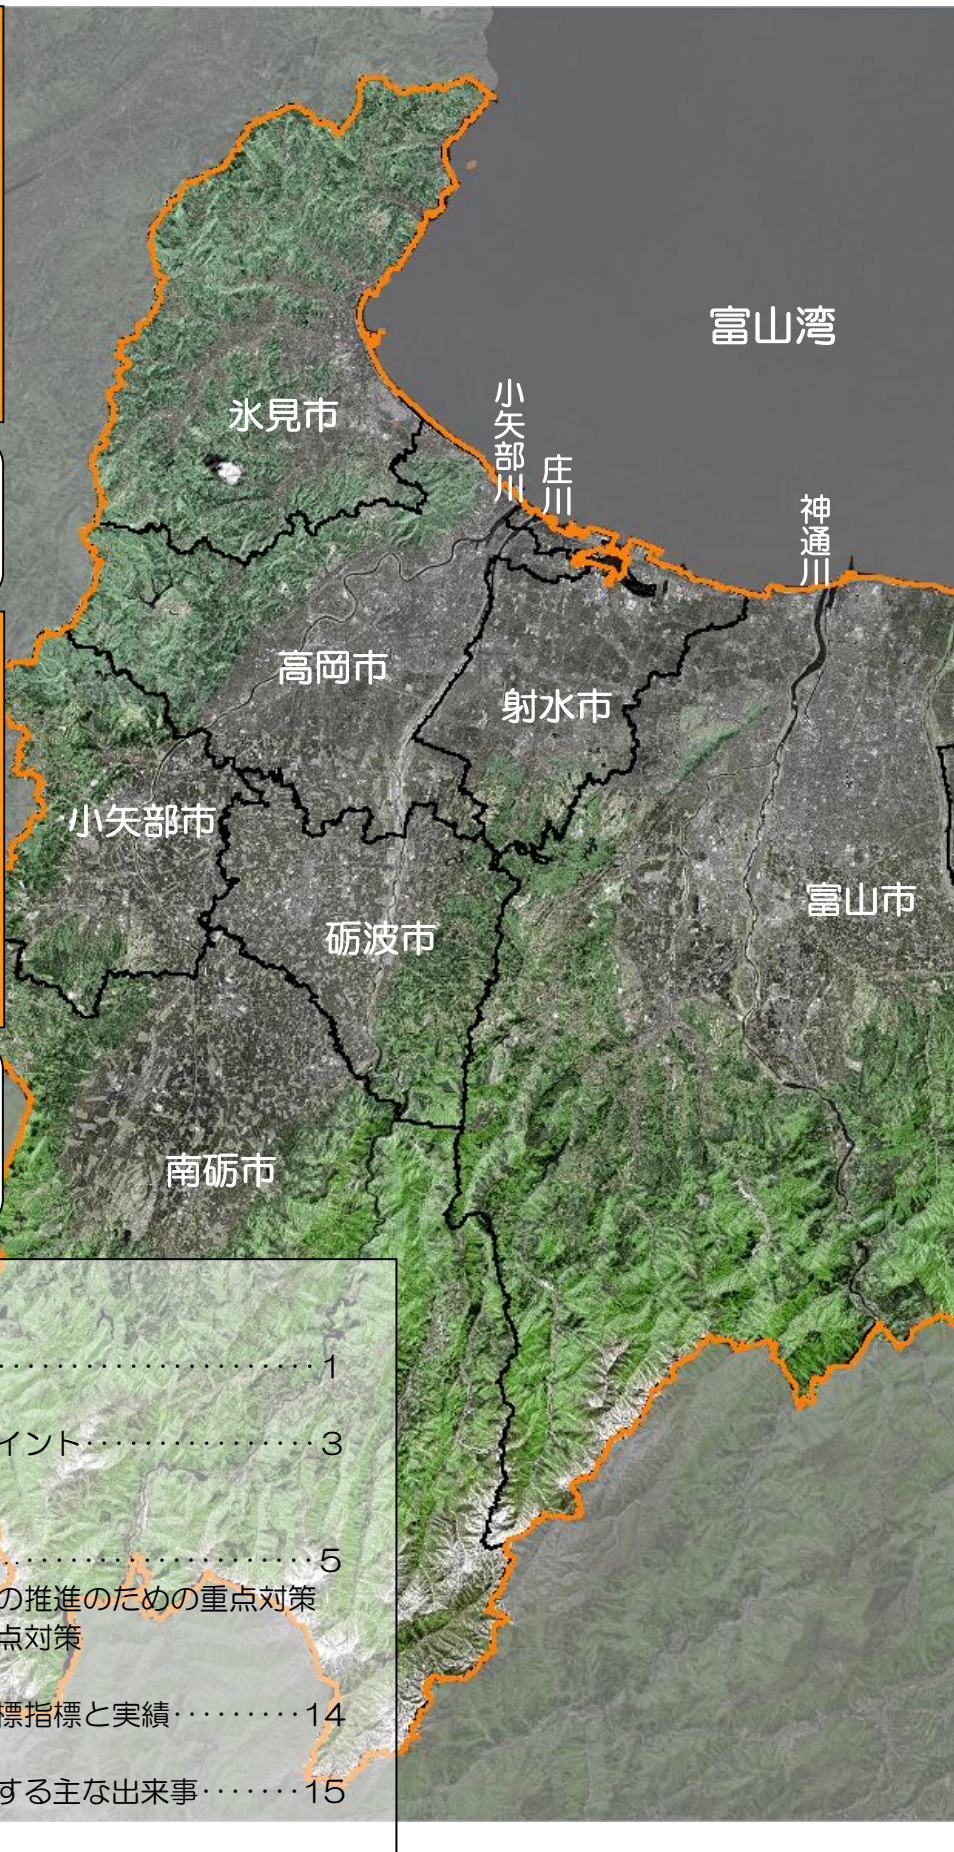 富山湾
氷見市
小矢部川
庄川
神通川
高岡市
射水市
小矢部市
富山市
砺波市
南砺市
･･････････････････････1
イント････････････････3
･･････････････････････5
の推進のための重点対策
点対策
標指標と実績･････････14
する主な出来事･･･････15